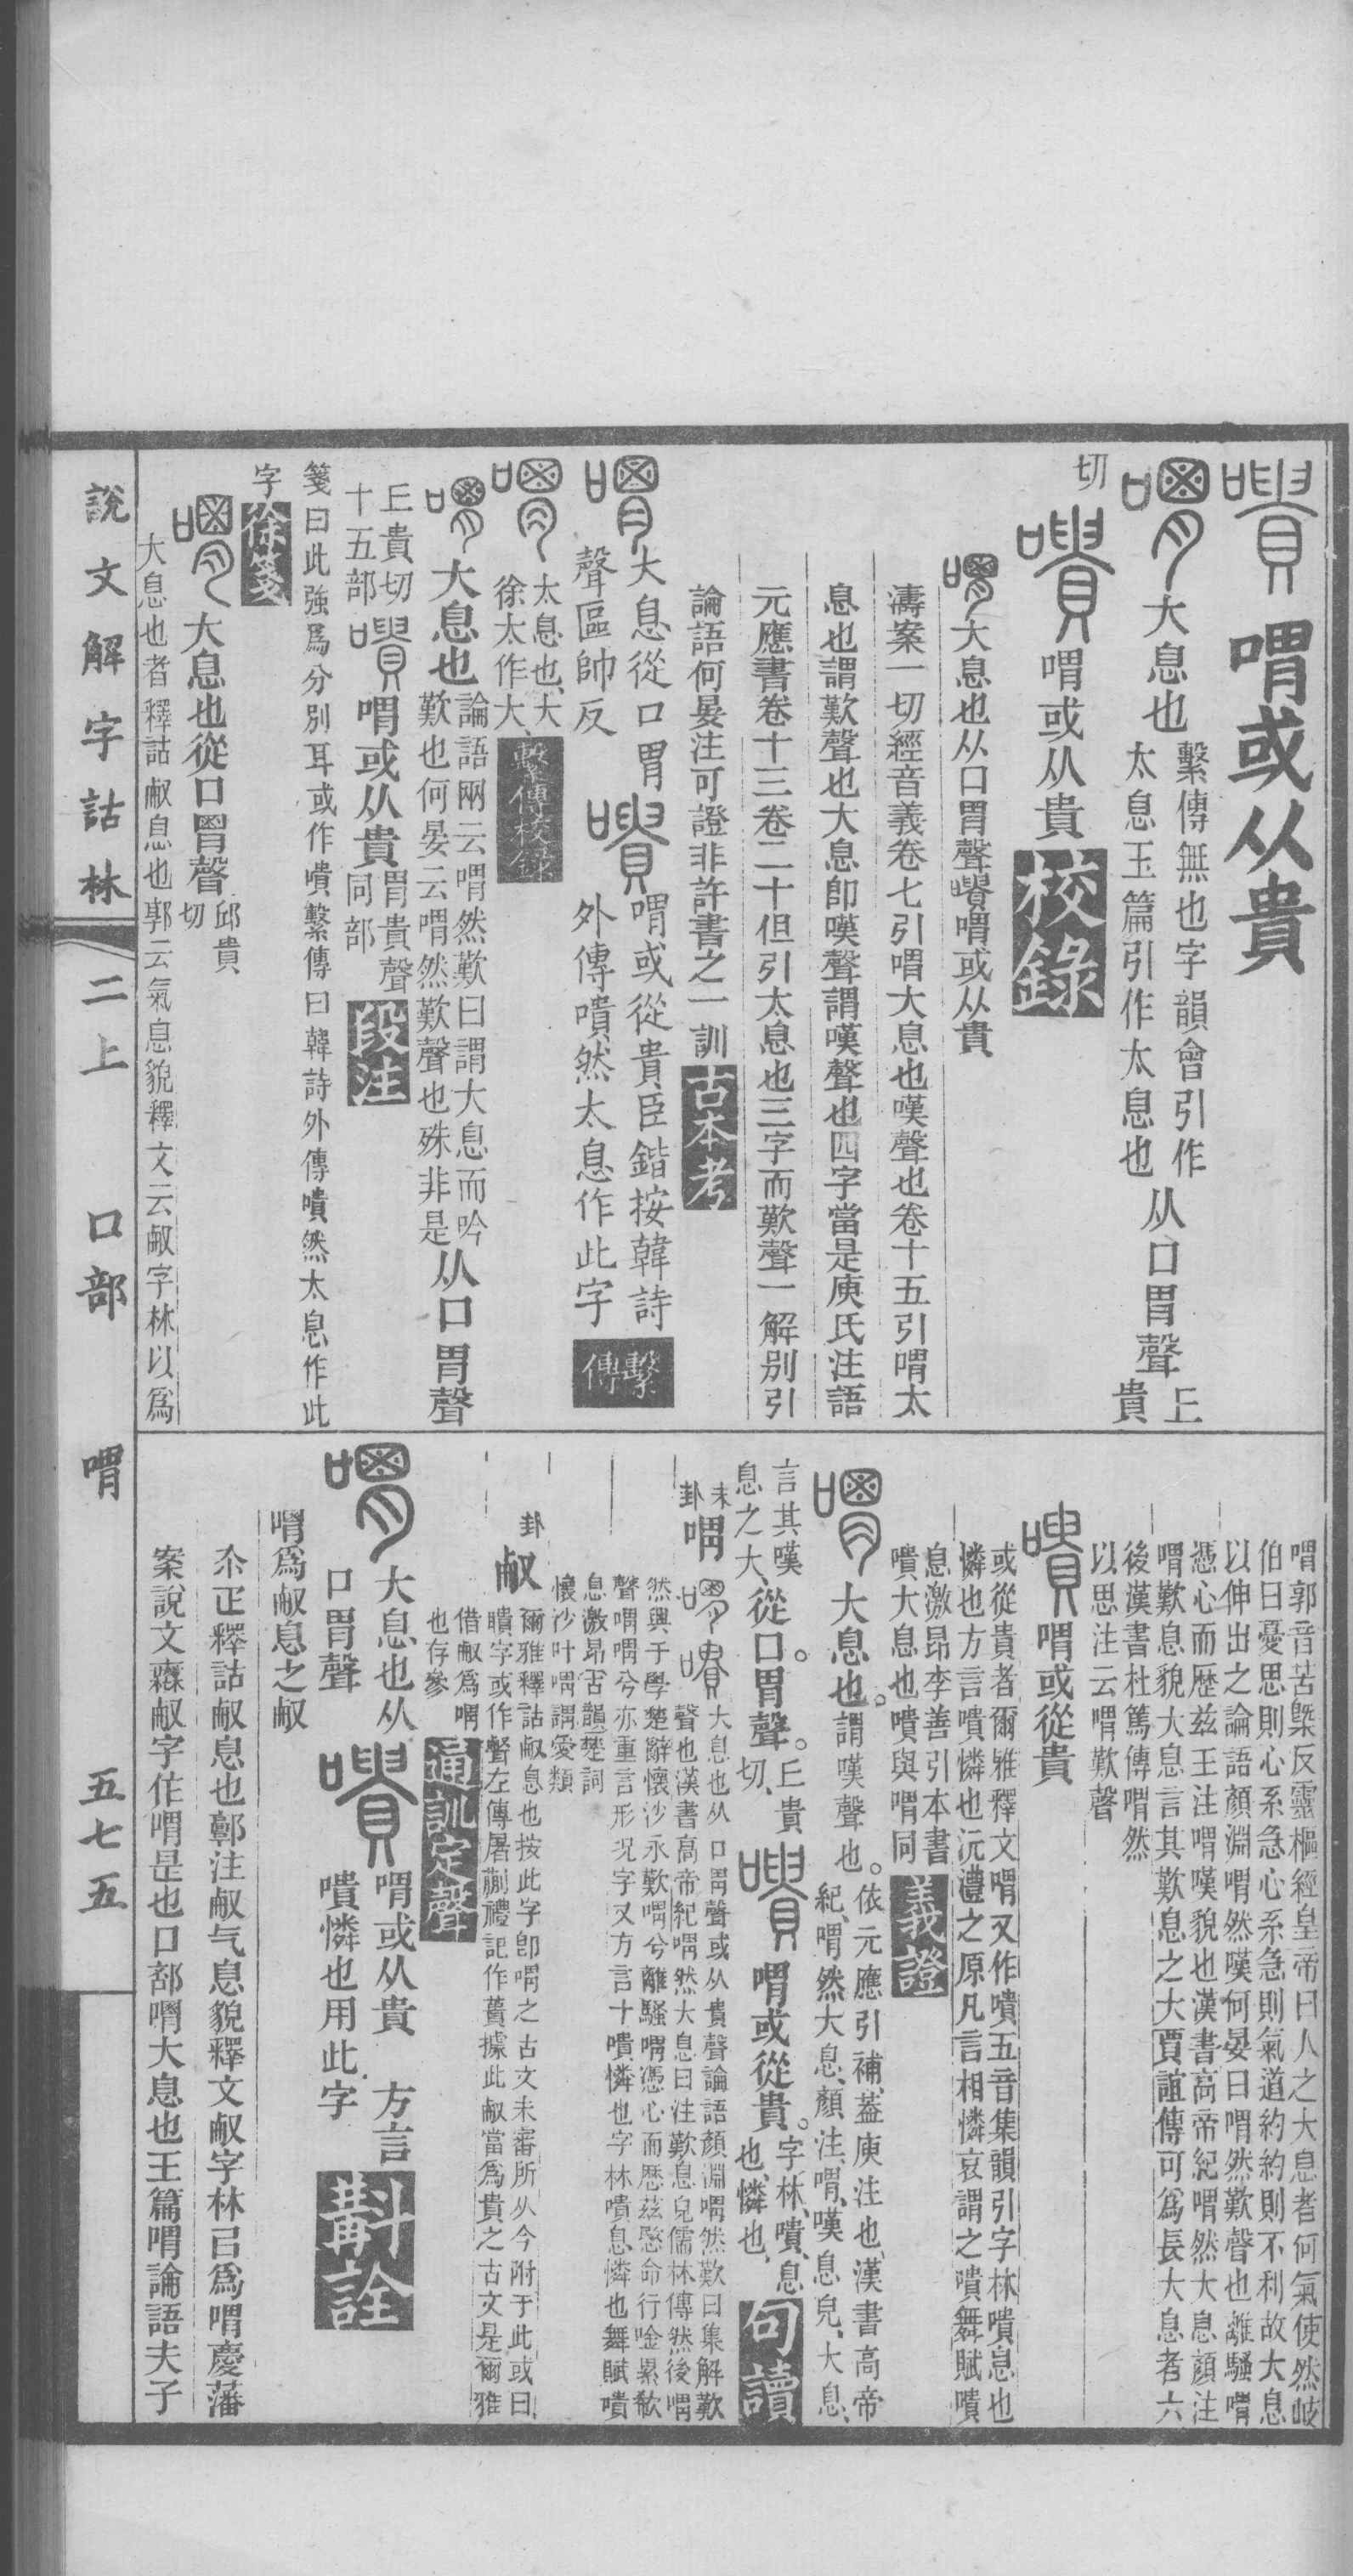 嘳 喟或从貴
切
喟 大息也
繫傳無也字韻會引作
太息玉篇引作太息也
从口胃聲
丘
貴
嘳 喟或从貴 校錄
喟 大息也从口胃聲嘳喟或从貴
濤案一切經音義卷七引喟大息也嘆聲也卷十五引喟太
息也謂歎聲也大息卽嘆聲謂嘆聲也四字當是庾氏注語
元應書卷十三卷二十但引太息也三字而歎聲一解別引
論語何晏注可證非許書之一訓 古本考
喟 大息從口胃
聲區帥反
嘳 喟或從貴臣鍇按韓詩
外傳嘳然太息作此字
繫傳
喟 太息也大
徐太作大
繫傳校錄
喟 大息也
論語兩云喟然歎曰謂大息而吟
歎也何晏云喟然歎聲也殊非是
从口胃聲
丘貴切
十五部
嘳 喟或从貴
胃貴聲
同部
段注
箋曰此強爲分別耳或作嘳繫傳曰韓詩外傳嘳然太息作此
字 徐箋
喟 大息也從口胃聲
邱貴
切
大息也者釋詁㕟息也郭云氣息貌釋文云㕟字林以爲
喟郭音苦槩反靈樞經皇帝曰人之大息者何氣使然岐
伯曰憂思則心系急心系急則氣道約約則不利故大息
以伸出之論語顏淵喟然嘆何晏曰喟然歎聲也離騷喟
憑心而歷茲王注喟嘆貌也漢書高帝紀喟然大息顏注
喟歎息貌大息言其歎息之大賈誼傳可爲長大息者六
後漢書杜篤傳喟然
以思注云喟歎聲
嘳 喟或從貴
或從貴者爾雅釋文喟又作嘳五音集韻引字林嘳息也
憐也方言嘳憐也沅澧之原凡言相憐哀謂之嘳舞賦嘳
息激昂李善引本書
嘳大息也嘳與喟同
義證
喟 大息也。謂嘆聲也。
依元應引補、蓋庾注也、漢書高帝
紀、喟然大息、顏注、喟、嘆息皃、大息、
言其嘆
息之大、
從口。胃聲。
丘貴
切、
嘳 喟或從貴。
字林、嘳、息
也、憐也、
句讀
未
卦
喟 喟 嘳
大息也从口胃聲或从貴聲論語顏淵喟然歎曰集解歎
聲也漢書高帝紀喟然大息曰注歎息皃儒林傳然後喟
然興于學楚辭懷沙永歎喟兮離騷喟憑心而歷茲愍命行唫累欷
聲喟喟兮亦重言形況字又方言十嘳憐也字林嘳息憐也舞賦嘳
息激昂古韻楚詞
懷沙叶喟謂愛類
卦
㕟
爾雅釋詁㕟息也按此字卽喟之古文未審所从今附于此或曰
聵字或作聲左傳屠蒯禮記作蕢據此㕟當爲貴之古文是爾雅
借㕟爲喟
也存參
通訓定聲
喟 大息也从
口胃聲
嘳 喟或从貴 方言
嘳憐也用此字
斠詮
喟爲㕟息之㕟
尒疋釋詁㕟息也鄭注㕟气息貌釋文㕟字林㠯爲喟慶藩
案說文無㕟字作喟是也口部喟大息也玉篇喟論語夫子
說文解字詁林 二上 口部 喟 五七五